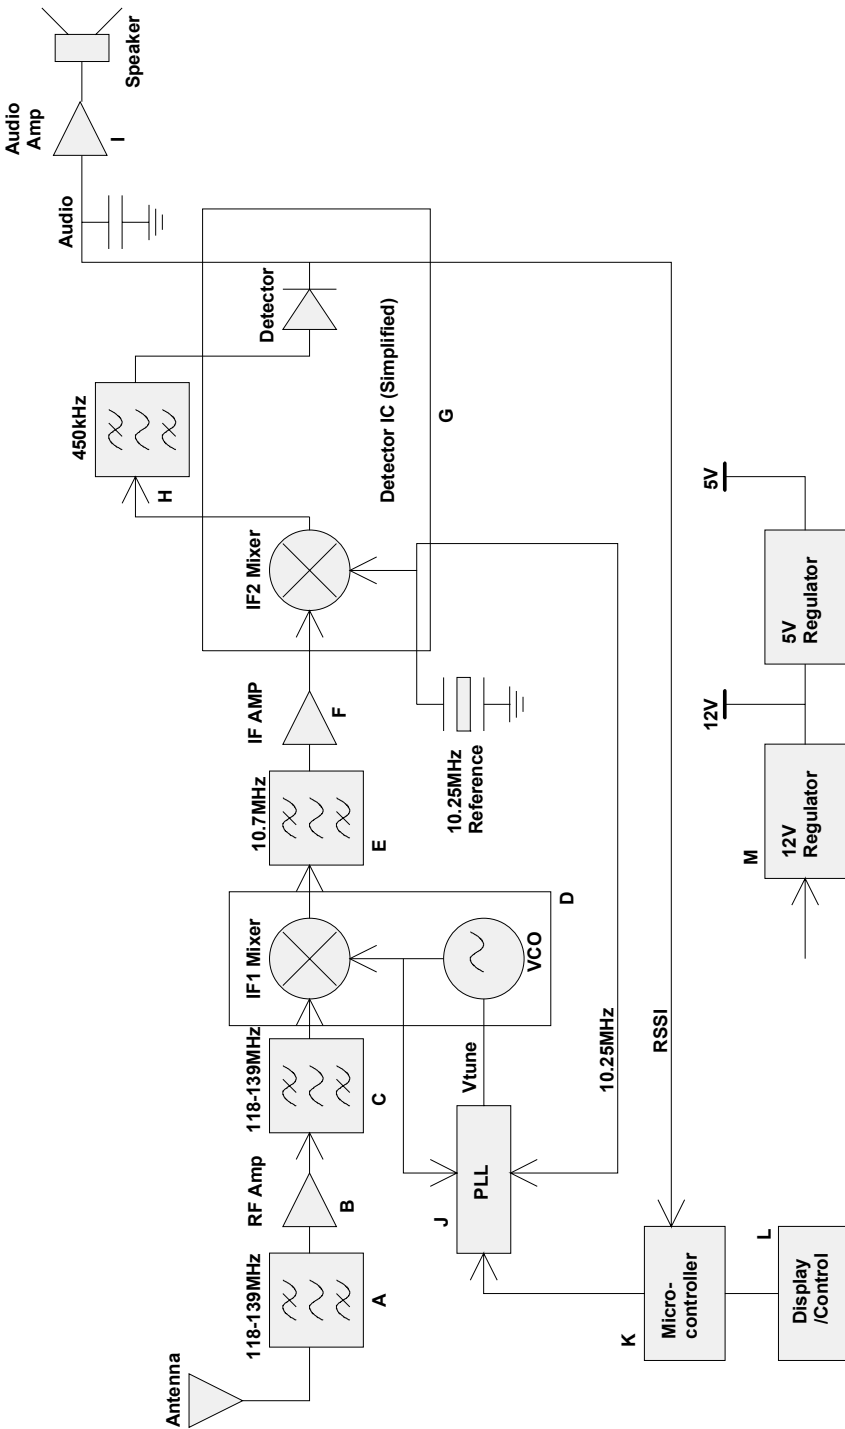 Antenna
118-139MHz
A
RF Amp
B
118-139MHz
C
IF1 Mixer
VCO
D
10.7MHz
E
IF AMP
F
IF2 Mixer
Detector
Detector IC (Simplified)
G
450kHz
H
Audio
Audio
Amp
I
Speaker
10.25MHz
Reference
Vtune
PLL
J
10.25MHz
RSSI
Micro-
controller
K
Display
/Control
L
12V
Regulator
M
12V
5V
Regulator
5V